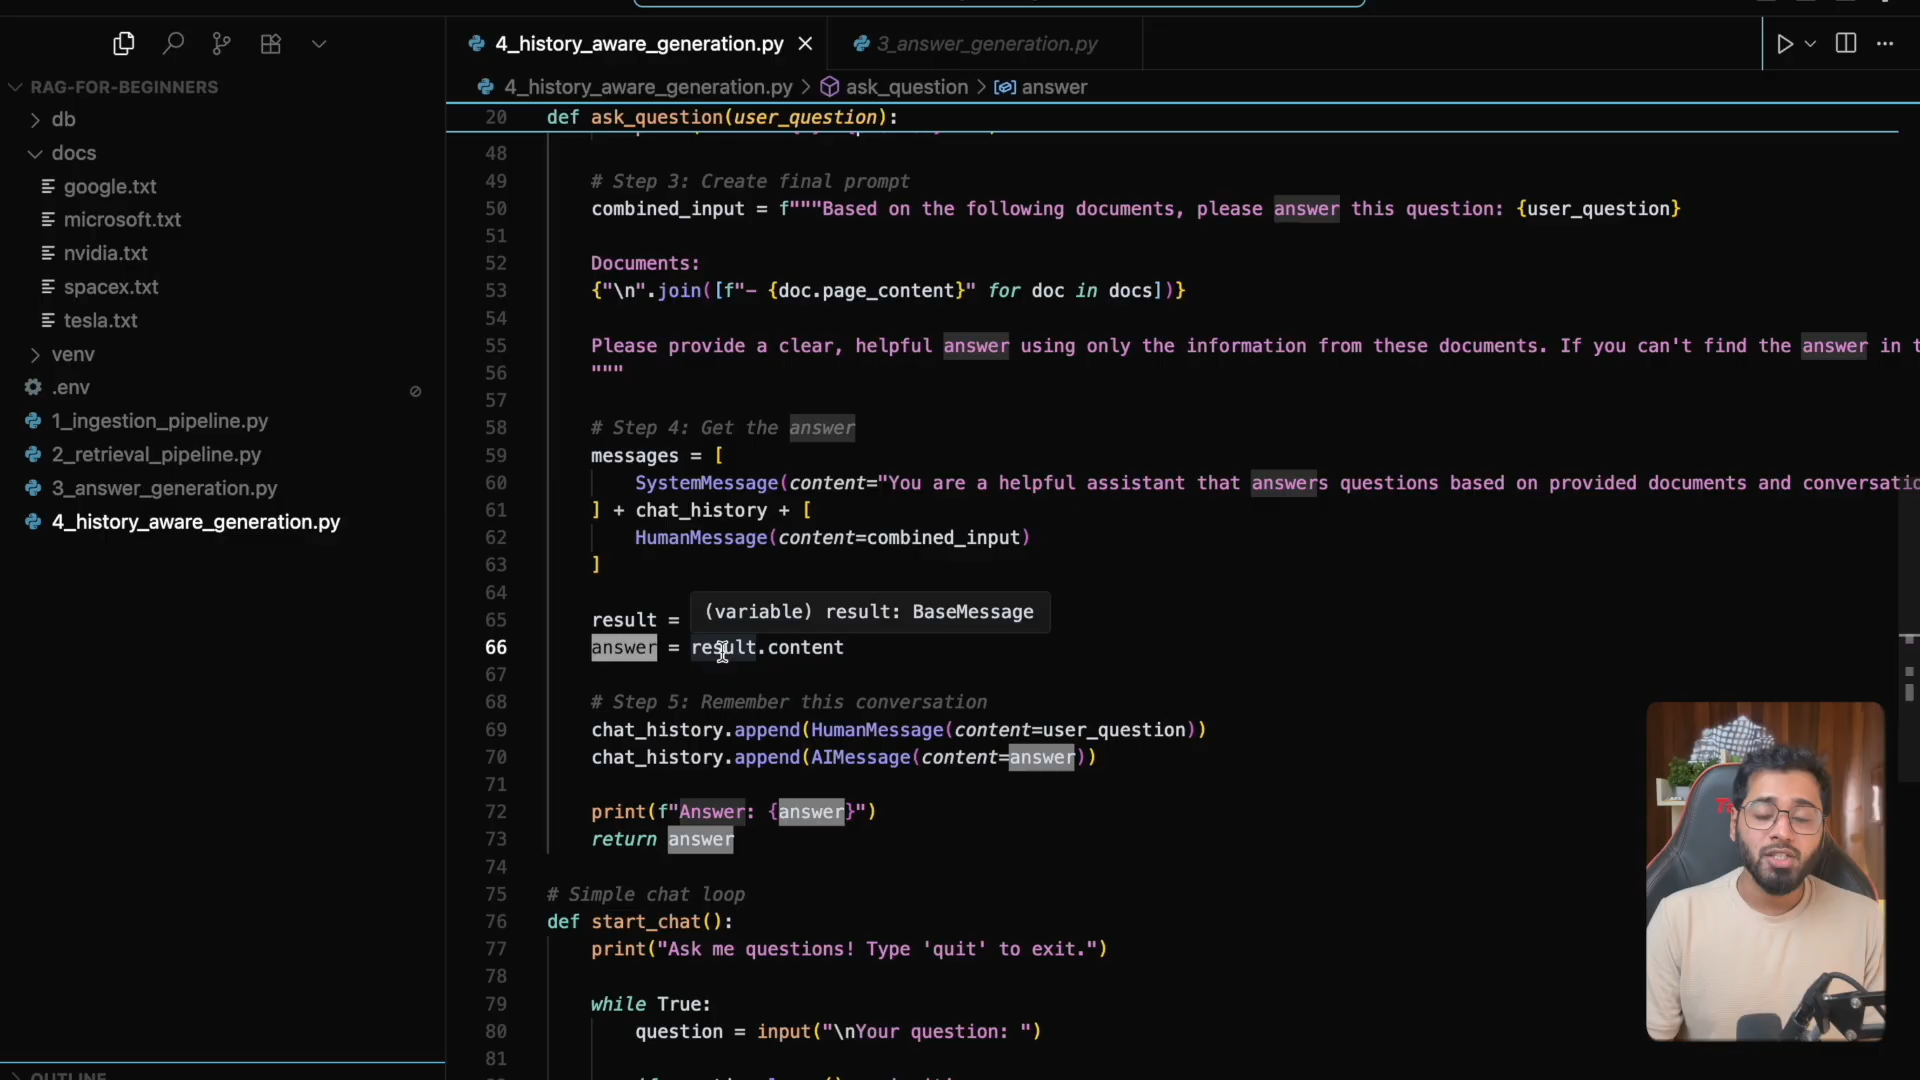 4_history_aware_generation.py
3_answer_generation.py
RAG-FOR-BEGINNERS
db
docs
google.txt
microsoft.txt
nvidia.txt
spacex.txt
tesla.txt
venv
.env
1_ingestion_pipeline.py
2_retrieval_pipeline.py
3_answer_generation.py
4_history_aware_generation.py
OUTLINE
4_history_aware_generation.py > ask_question > answer
20 def ask_question(user_question):
48
49 # Step 3: Create final prompt
50 combined_input = f"""Based on the following documents, please answer this question: {user_question}
51
52 Documents:
53 {"\n".join([f"- {doc.page_content}" for doc in docs])}
54
55 Please provide a clear, helpful answer using only the information from these documents. If you can't find the answer in t
56 """
57
58 # Step 4: Get the answer
59 messages = [
60 SystemMessage(content="You are a helpful assistant that answers questions based on provided documents and conversatio
61 ] + chat_history + [
62 HumanMessage(content=combined_input)
63 ]
64
(variable) result: BaseMessage
65 result =
66 answer = result.content
67
68 # Step 5: Remember this conversation
69 chat_history.append(HumanMessage(content=user_question))
70 chat_history.append(AIMessage(content=answer))
71
72 print(f"Answer: {answer}")
73 return answer
74
75 # Simple chat loop
76 def start_chat():
77 print("Ask me questions! Type 'quit' to exit.")
78
79 while True:
80 question = input("\nYour question: ")
81